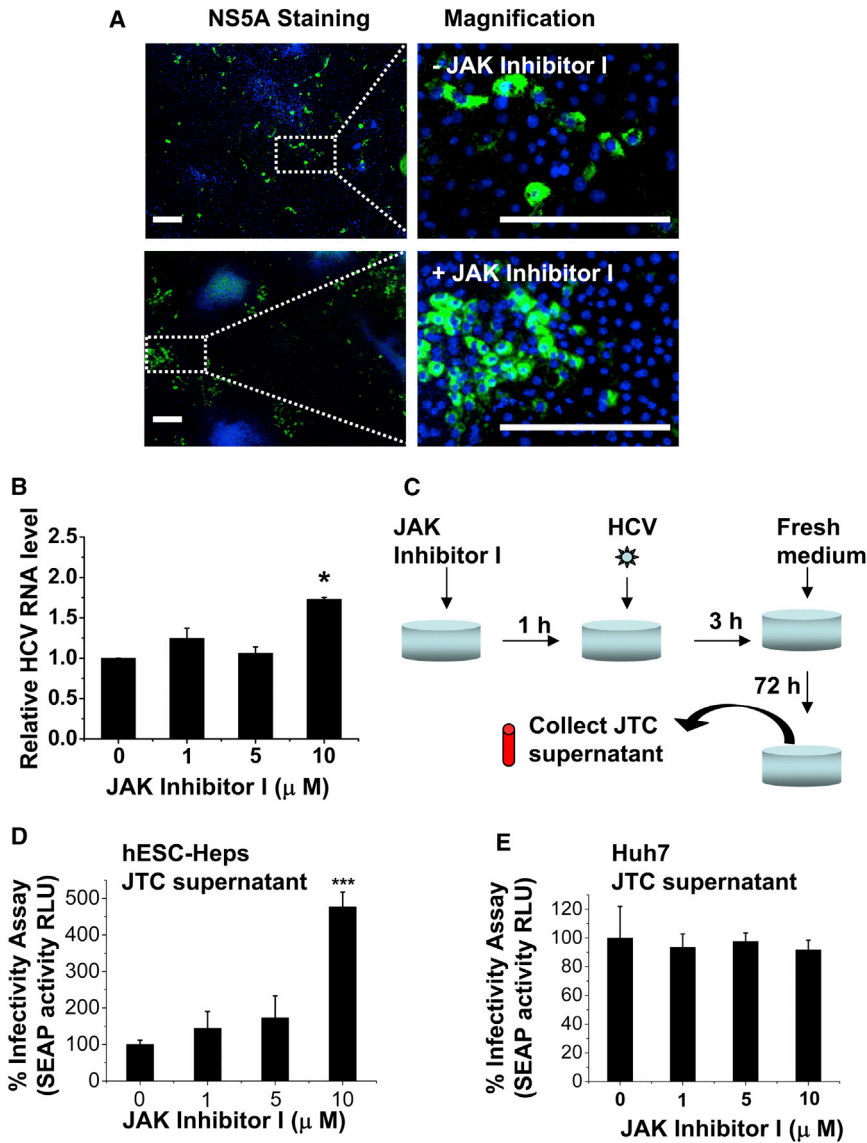 A
NS5A Staining
Magnification
- JAK Inhibitor I
+ JAK Inhibitor I
B
Relative HCV RNA level
2.5
2.0
1.5
1.0
0.5
0.0
*
0 1 5 10
JAK Inhibitor I (μ M)
C
JAK
Inhibitor I
HCV
Fresh
medium
1 h
3 h
72 h
Collect JTC
supernatant
D
hESC-Heps
JTC supernatant
% Infectivity Assay
(SEAP activity RLU)
500
400
300
200
100
0
***
0 1 5 10
JAK Inhibitor I (μ M)
E
Huh7
JTC supernatant
% Infectivity Assay
(SEAP activity RLU)
120
100
80
60
40
20
0
0 1 5 10
JAK Inhibitor I (μ M)